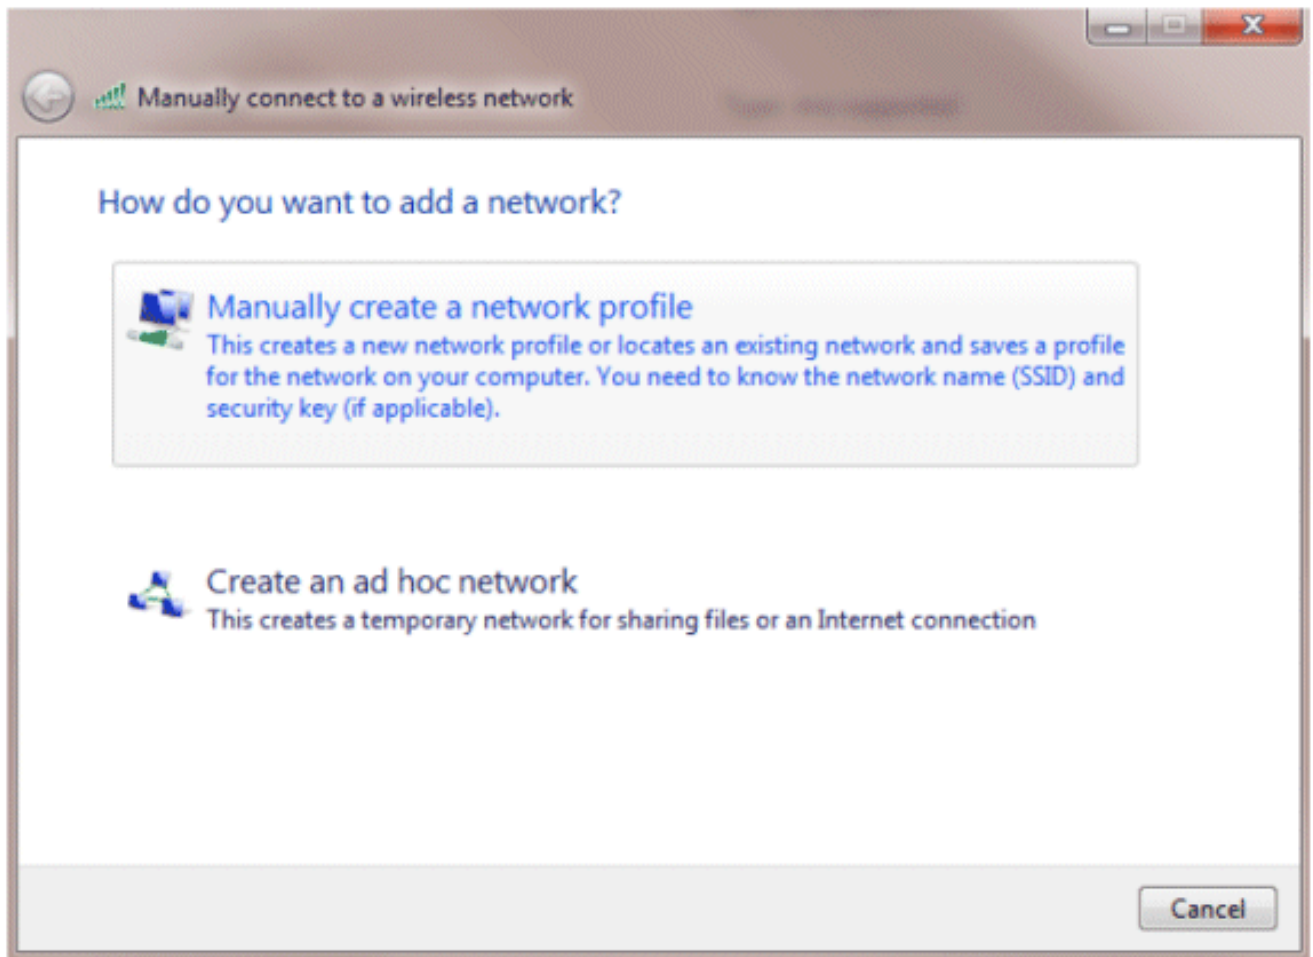 Manually connect to a wireless network
How do you want to add a network?
Manually create a network profile
This creates a new network profile or locates an existing network and saves a profile
for the network on your computer. You need to know the network name (SSID) and
security key (if applicable).
Create an ad hoc network
This creates a temporary network for sharing files or an Internet connection
Cancel